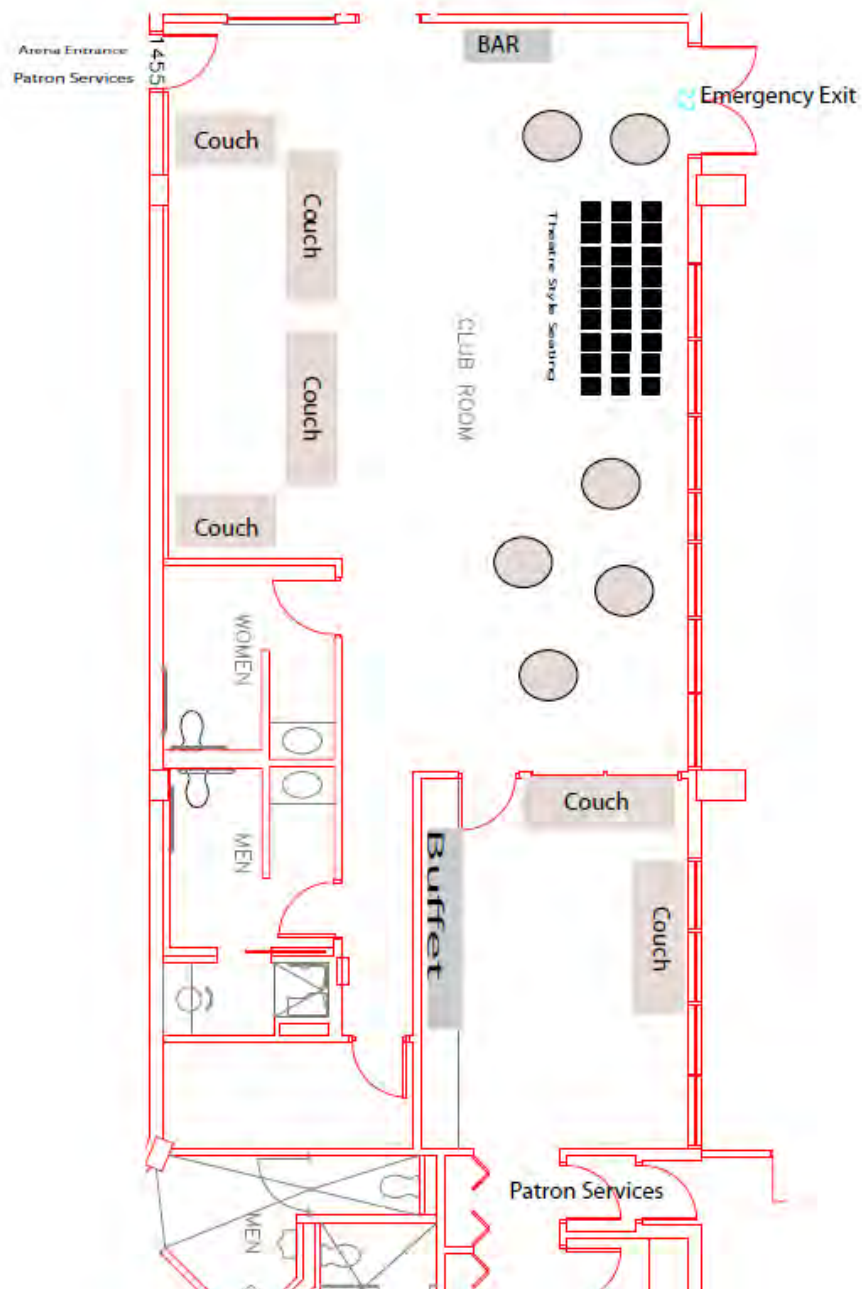 BAR
Arena Entrance
Patron Services
1455
Emergency Exit
Couch
Couch
Theatre Style Seating
CLUB ROOM
Couch
Couch
WOMEN
Couch
MEN
Buffet
Couch
Patron Services
MEN